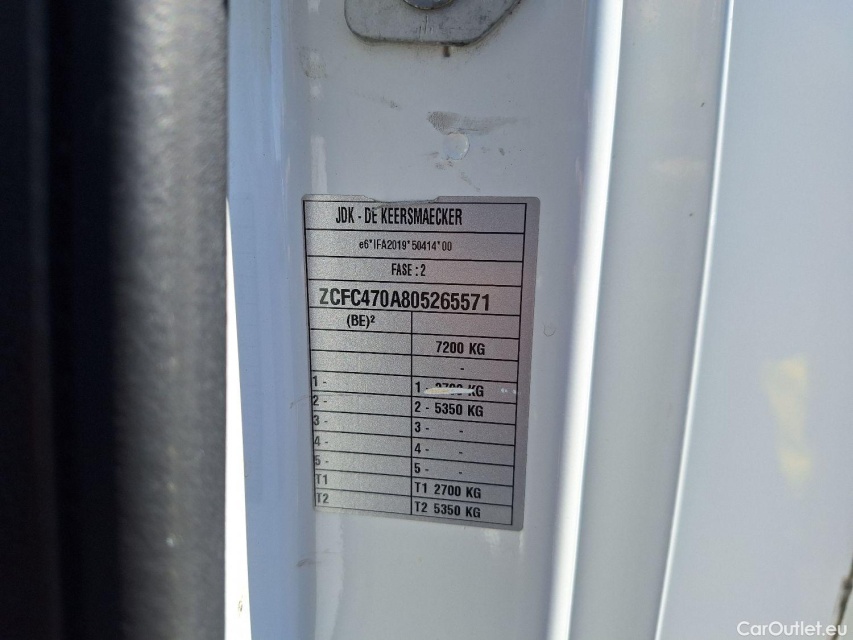 JDK - DE KEERSMAECKER
e6*IFA2019*50414*00
FASE : 2
ZCFC470A805265571
(BE)²
7200 KG
-
1 - 1 - 2700 KG
2 - 2 - 5350 KG
3 - 3 - -
4 - 4 - -
5 - 5 - -
T1 T1 2700 KG
T2 T2 5350 KG
CarOutlet.eu